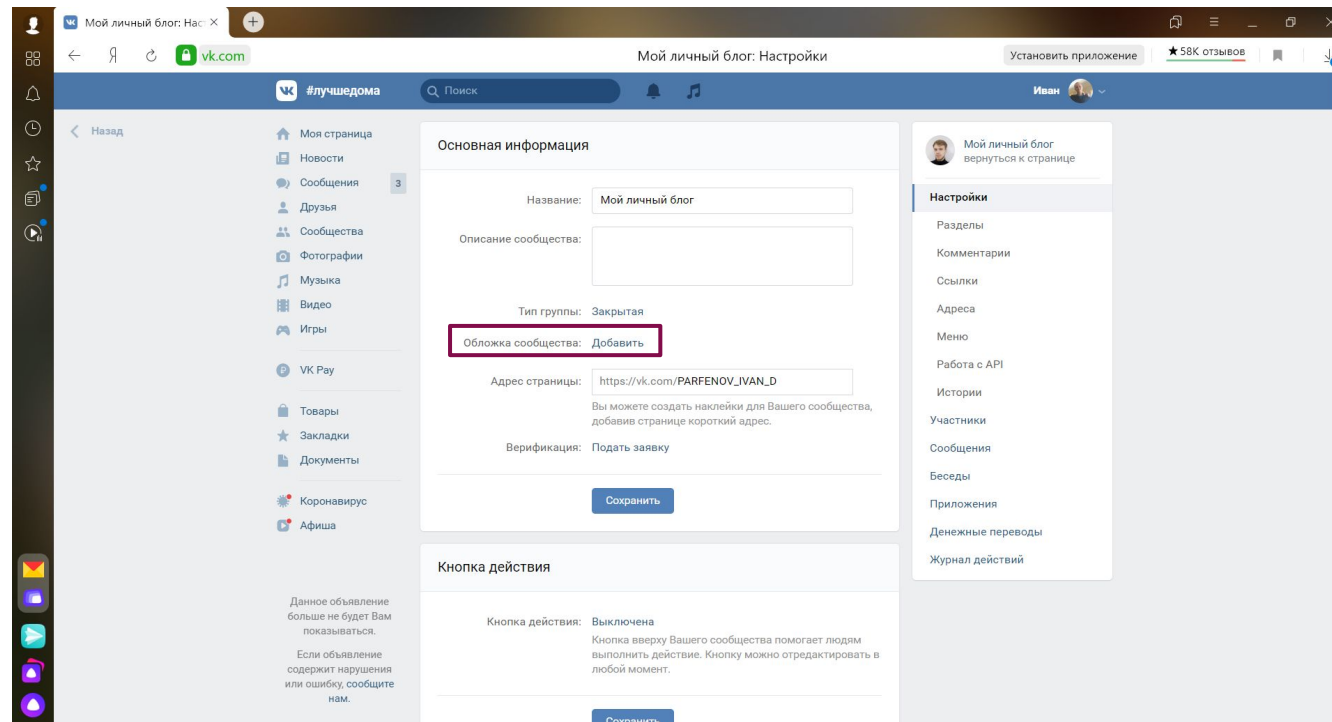 Мой личный блог: Нас
vk.com
Мой личный блог: Настройки
Установить приложение
★ 58К отзывов
#лучшедома
Поиск
Иван
Назад
Моя страница
Новости
Сообщения 3
Друзья
Сообщества
Фотографии
Музыка
Видео
Игры
VK Pay
Товары
Закладки
Документы
Коронавирус
Афиша
Данное объявление
больше не будет Вам
показываться.
Если объявление
содержит нарушения
или ошибку, сообщите
нам.
Основная информация
Название: Мой личный блог
Описание сообщества:
Тип группы: Закрытая
Обложка сообщества: Добавить
Адрес страницы: https://vk.com/PARFENOV_IVAN_D
Вы можете создать наклейки для Вашего сообщества,
добавив странице короткий адрес.
Верификация: Подать заявку
Сохранить
Кнопка действия
Кнопка действия: Выключена
Кнопка вверху Вашего сообщества помогает людям
выполнить действие. Кнопку можно отредактировать в
любой момент.
Сохранить
Мой личный блог
вернуться к странице
Настройки
Разделы
Комментарии
Ссылки
Адреса
Меню
Работа с API
Истории
Участники
Сообщения
Беседы
Приложения
Денежные переводы
Журнал действий